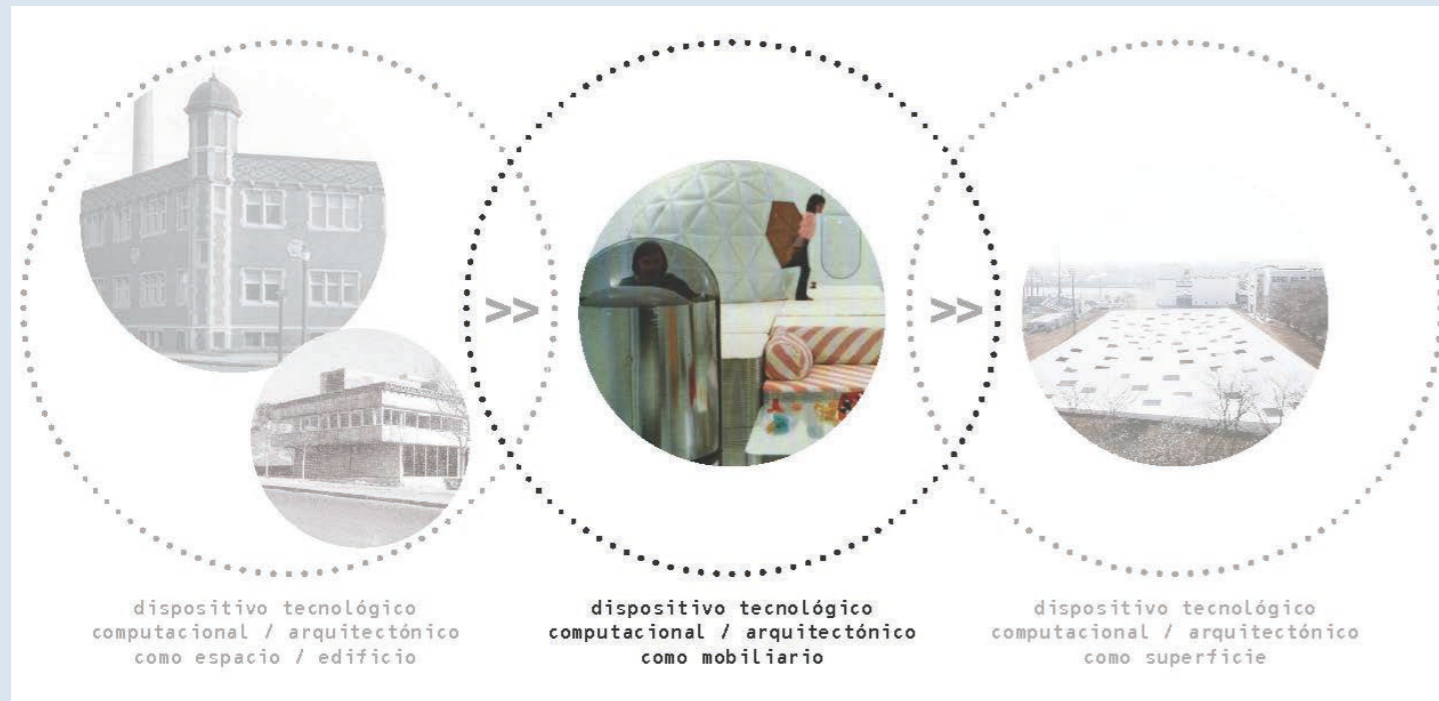 >>
>>
dispositivo tecnológico
computacional / arquitectónico
como espacio / edificio
dispositivo tecnológico
computacional / arquitectónico
como mobiliario
dispositivo tecnológico
computacional / arquitectónico
como superficie